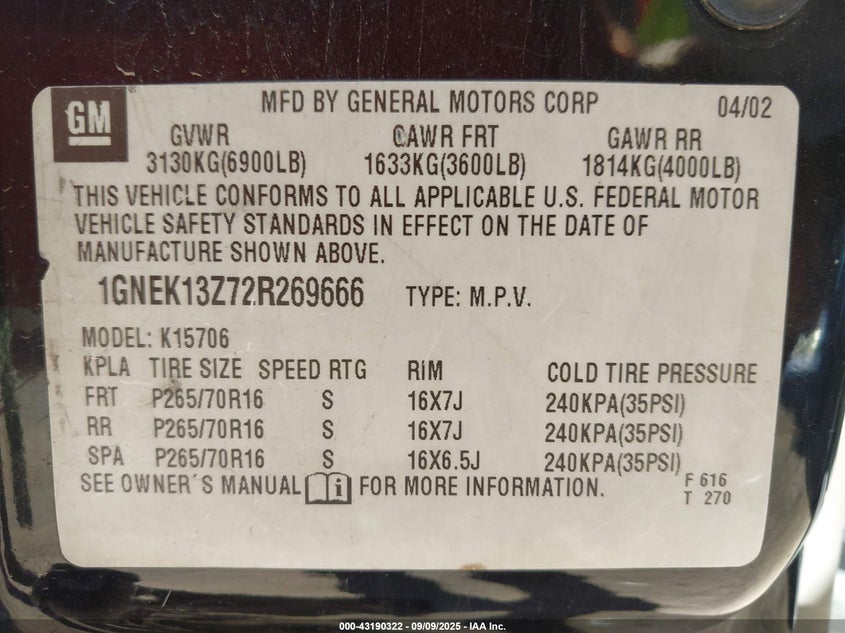 GM MFD BY GENERAL MOTORS CORP 04/02
GVWR GAWR FRT GAWR RR
3130KG(6900LB) 1633KG(3600LB) 1814KG(4000LB)
THIS VEHICLE CONFORMS TO ALL APPLICABLE U.S. FEDERAL MOTOR
VEHICLE SAFETY STANDARDS IN EFFECT ON THE DATE OF
MANUFACTURE SHOWN ABOVE.
1GNEK13Z72R269666 TYPE: M.P.V.
MODEL: K15706
KPLA TIRE SIZE SPEED RTG RIM COLD TIRE PRESSURE
FRT P265/70R16 S 16X7J 240KPA(35PSI)
RR P265/70R16 S 16X7J 240KPA(35PSI)
SPA P265/70R16 S 16X6.5J 240KPA(35PSI)
SEE OWNER´S MANUAL i FOR MORE INFORMATION. F 616
T 270
000-43190322 - 09/09/2025 - IAA Inc.